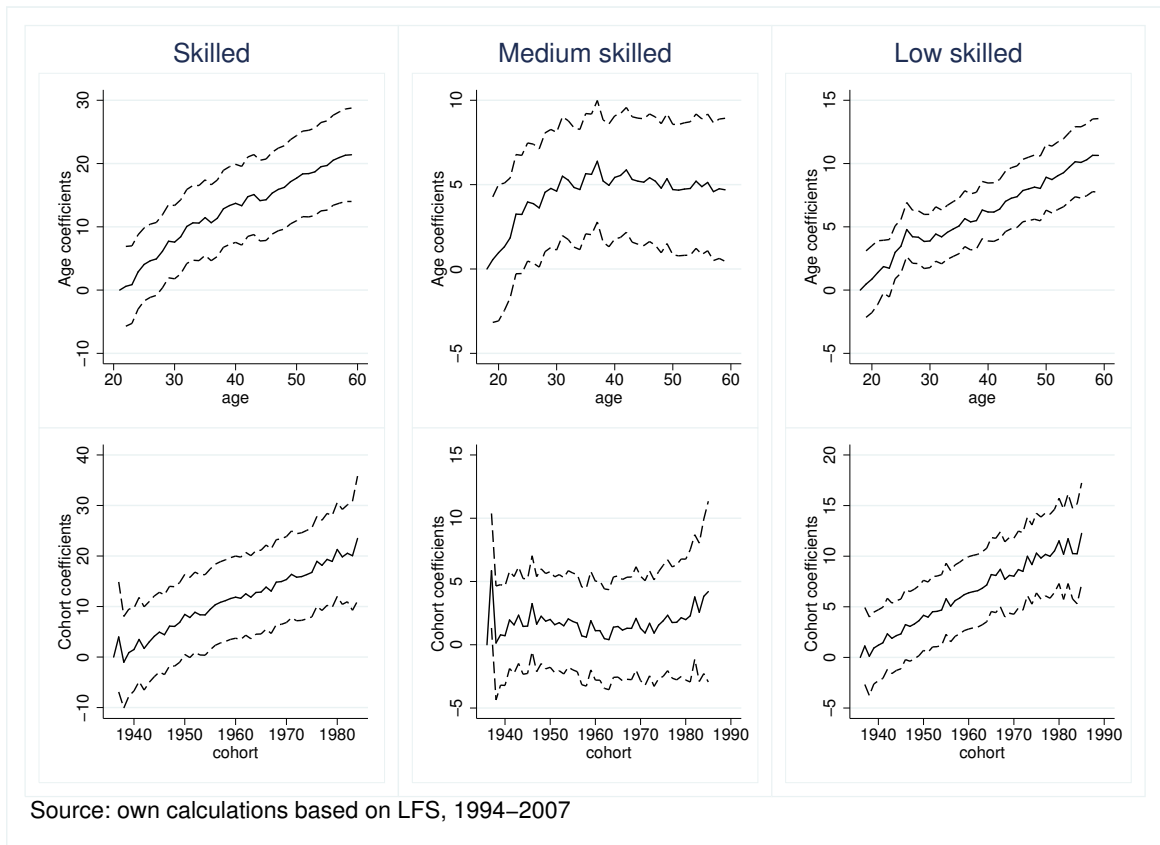 Skilled
Medium skilled
Low skilled
Age coefficients
30
20
10
0
−10
20 30 40 50 60
age
Age coefficients
10
5
0
−5
20 30 40 50 60
age
Age coefficients
15
10
5
0
−5
20 30 40 50 60
age
Cohort coefficients
40
30
20
10
0
−10
1940 1950 1960 1970 1980
cohort
Cohort coefficients
15
10
5
0
−5
1940 1950 1960 1970 1980 1990
cohort
Cohort coefficients
20
15
10
5
0
−5
1940 1950 1960 1970 1980 1990
cohort
Source: own calculations based on LFS, 1994−2007